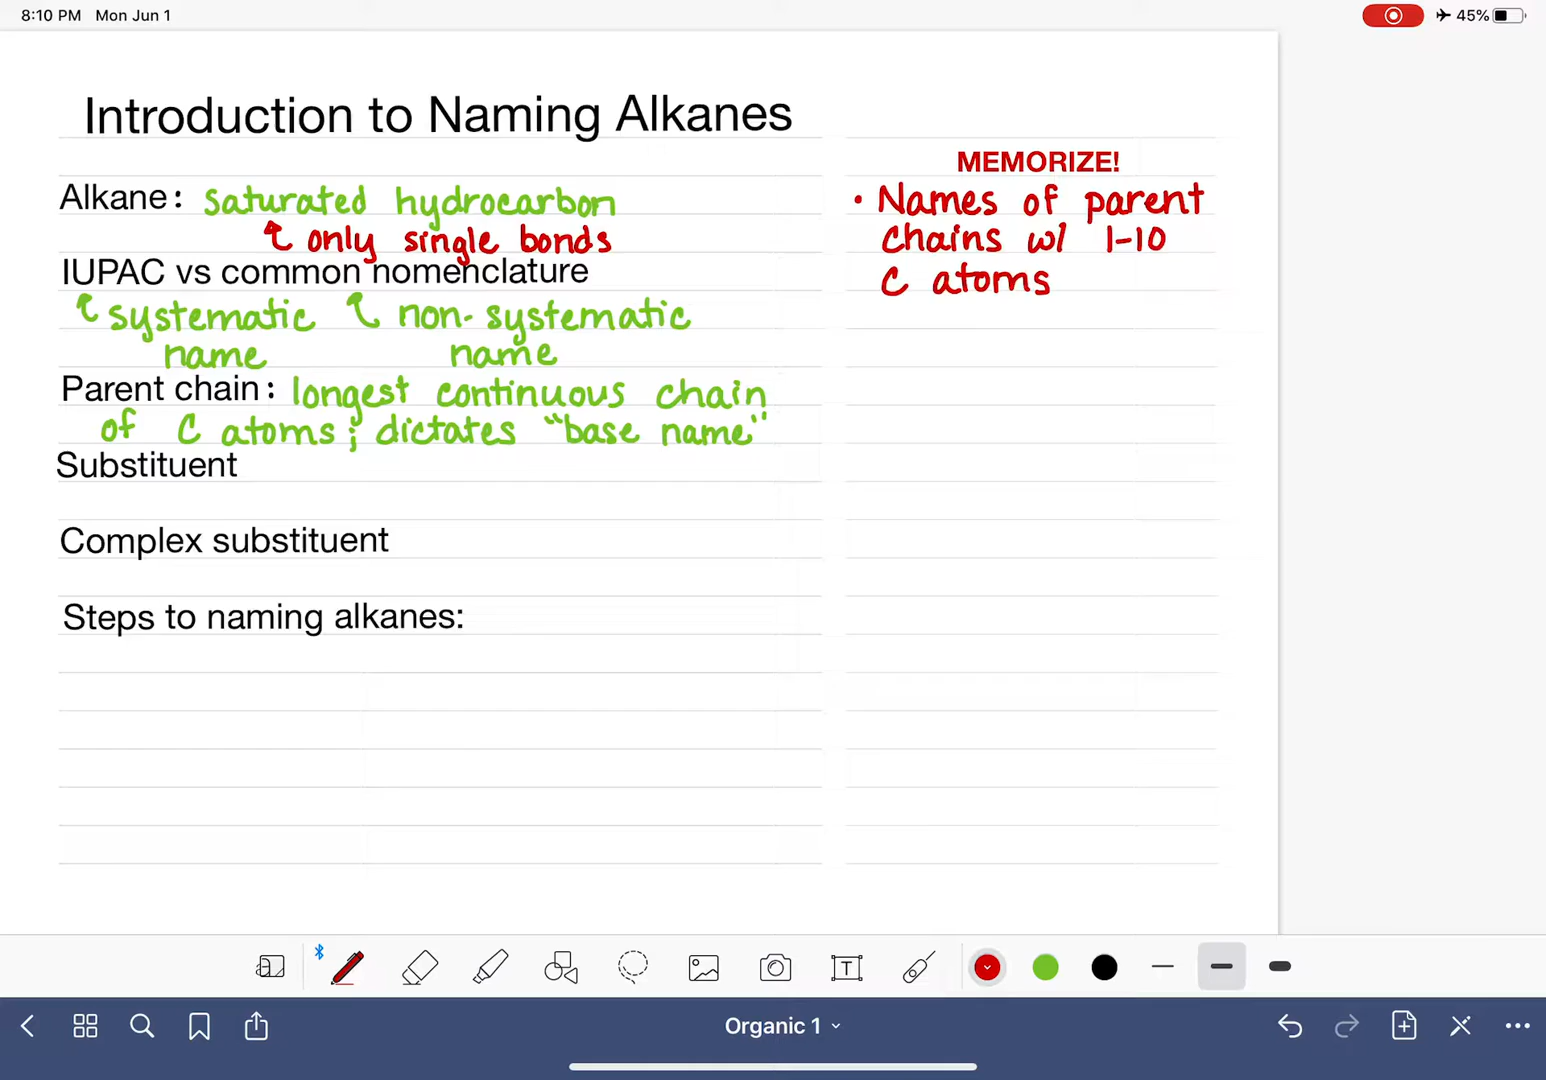 8:10 PM Mon Jun 1
45%
Introduction to Naming Alkanes
Alkane: saturated hydrocarbon
only single bonds
IUPAC vs common nomenclature
systematic non-systematic
name name
Parent chain: longest continuous chain
of C atoms; dictates "base name"
Substituent
Complex substituent
Steps to naming alkanes:
MEMORIZE!
• Names of parent
chains w/ 1-10
C atoms
Organic 1